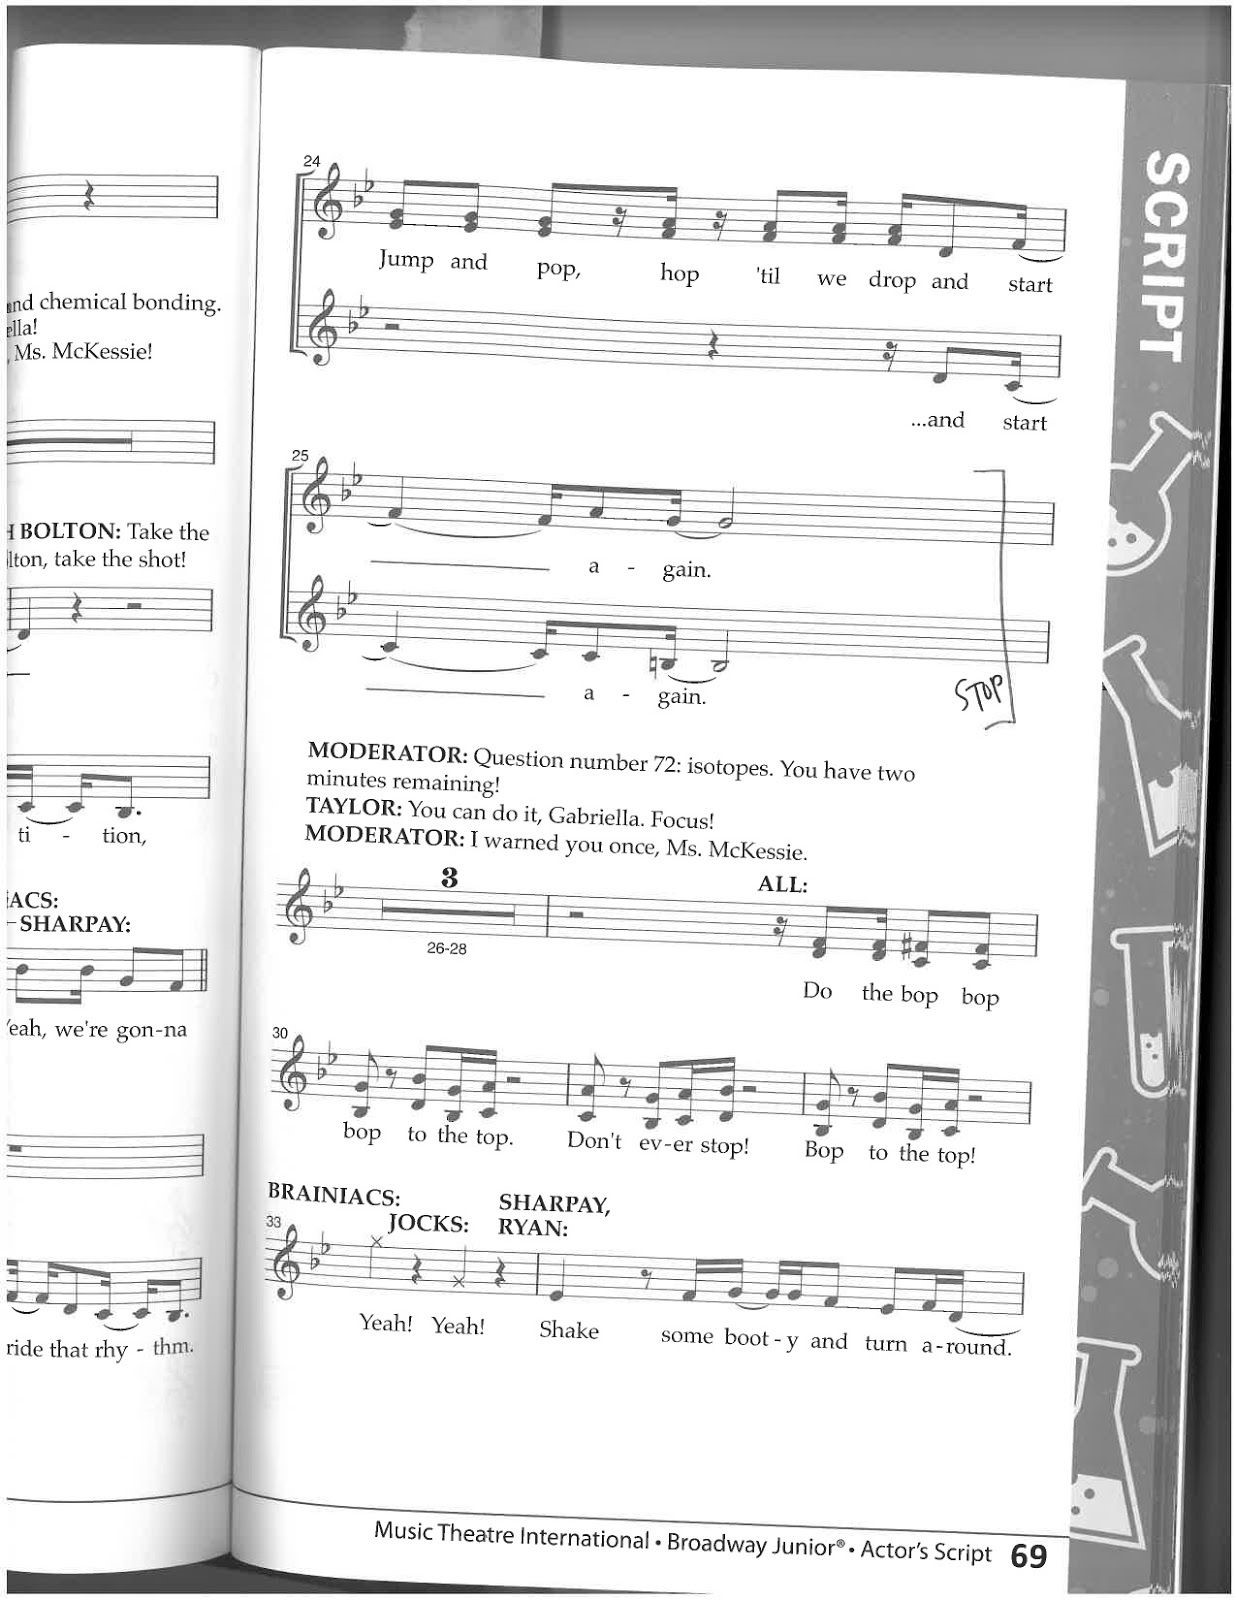 and chemical bonding.
ella!
Ms. McKessie!
BOLTON: Take the
lton, take the shot!
ti - tion,
ACS:
SHARPAY:
Yeah, we're gon-na
ride that rhy - thm.
24
Jump and pop, hop 'til we drop and start
...and start
25
a - gain.
a - gain.
STOP
MODERATOR: Question number 72: isotopes. You have two
minutes remaining!
TAYLOR: You can do it, Gabriella. Focus!
MODERATOR: I warned you once, Ms. McKessie.
3
ALL:
26-28
Do the bop bop
30
bop to the top. Don't ev-er stop! Bop to the top!
BRAINIACS: SHARPAY,
JOCKS: RYAN:
33
Yeah! Yeah! Shake some boot-y and turn a-round.
Music Theatre International • Broadway Junior® • Actor's Script 69
SCRIPT